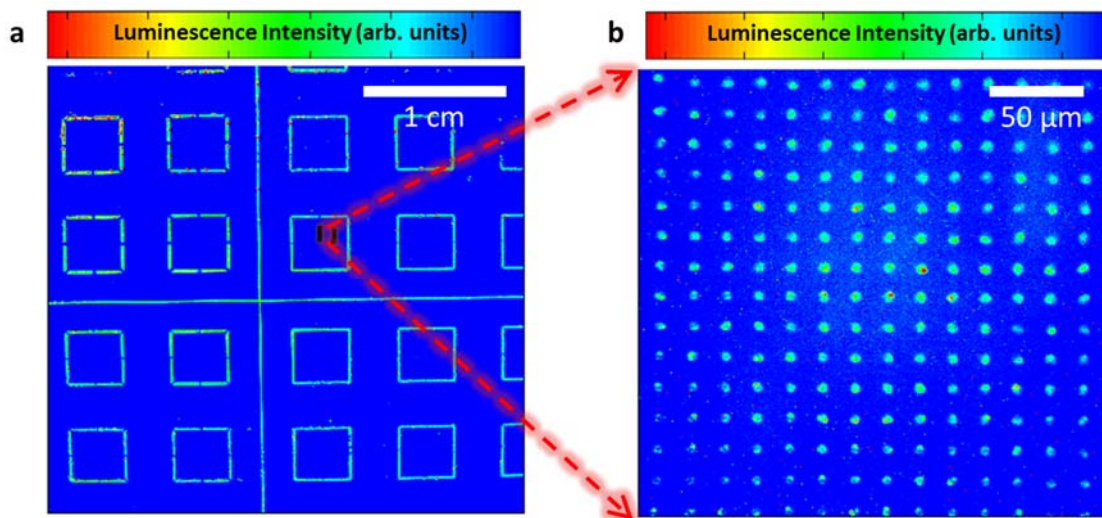 a
Luminescence Intensity (arb. units)
1 cm
b
Luminescence Intensity (arb. units)
50 µm